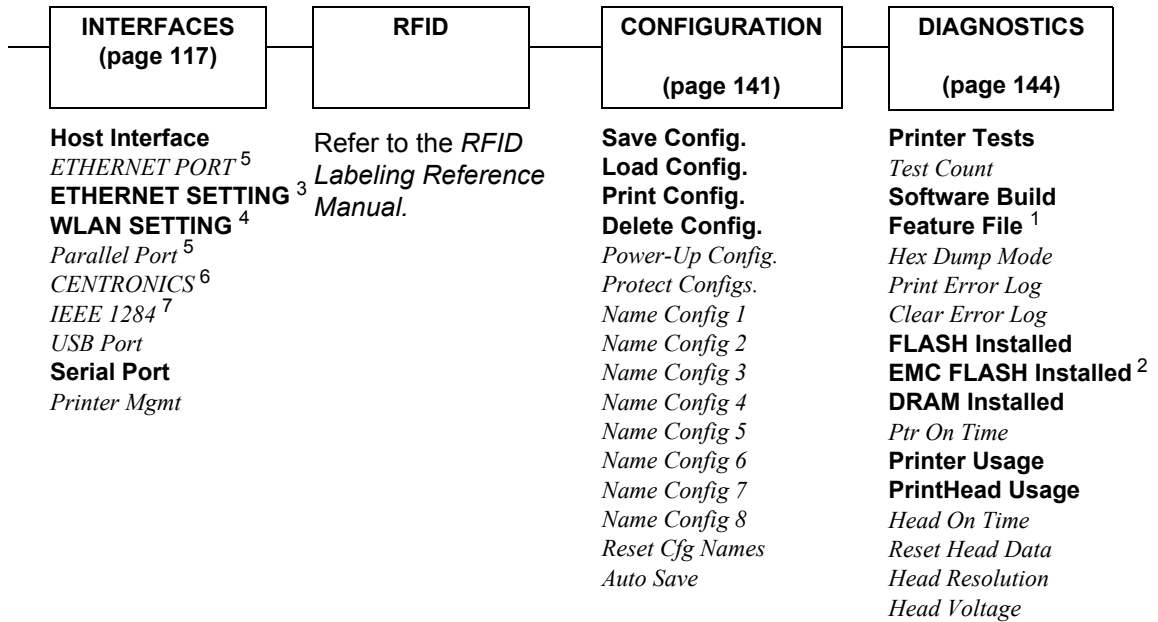 INTERFACES
(page 117)
Host Interface
ETHERNET PORT 5
ETHERNET SETTING 3
WLAN SETTING 4
Parallel Port 5
CENTRONICS 6
IEEE 1284 7
USB Port
Serial Port
Printer Mgmt
RFID
Refer to the RFID
Labeling Reference
Manual.
CONFIGURATION
(page 141)
Save Config.
Load Config.
Print Config.
Delete Config.
Power-Up Config.
Protect Configs.
Name Config 1
Name Config 2
Name Config 3
Name Config 4
Name Config 5
Name Config 6
Name Config 7
Name Config 8
Reset Cfg Names
Auto Save
DIAGNOSTICS
(page 144)
Printer Tests
Test Count
Software Build
Feature File 1
Hex Dump Mode
Print Error Log
Clear Error Log
FLASH Installed
EMC FLASH Installed 2
DRAM Installed
Ptr On Time
Printer Usage
PrintHead Usage
Head On Time
Reset Head Data
Head Resolution
Head Voltage